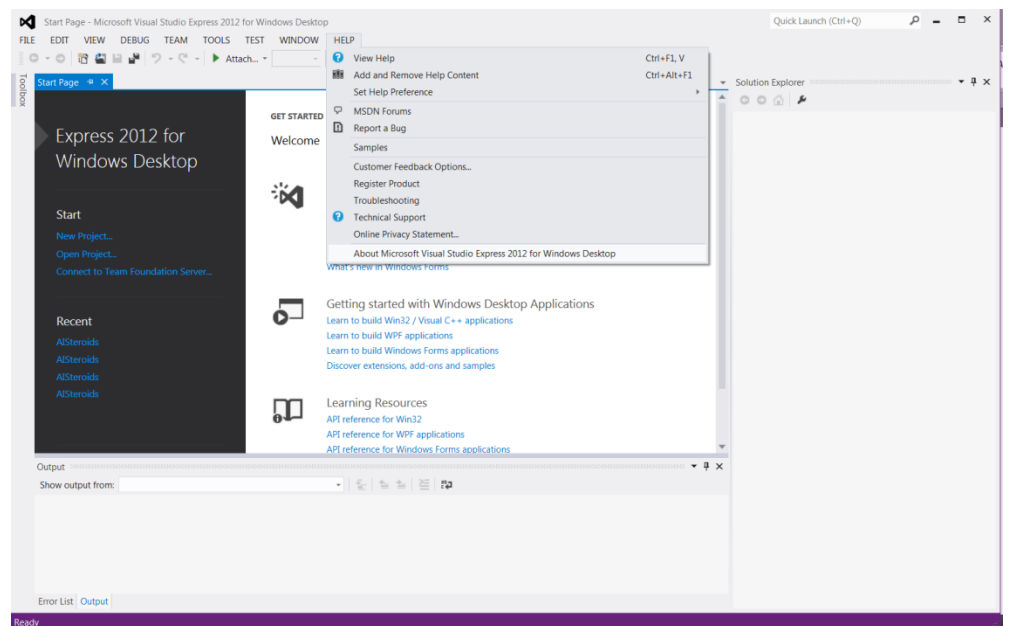 Start Page - Microsoft Visual Studio Express 2012 for Windows Desktop
Quick Launch (Ctrl+Q)
FILE EDIT VIEW DEBUG TEAM TOOLS TEST WINDOW HELP
Attach...
Toolbox
Start Page
Express 2012 for
Windows Desktop
Start
New Project...
Open Project...
Connect to Team Foundation Server...
Recent
AISteroids
AISteroids
AISteroids
AISteroids
GET STARTED
Welcome
View Help Ctrl+F1, V
Add and Remove Help Content Ctrl+Alt+F1
Set Help Preference
MSDN Forums
Report a Bug
Samples
Customer Feedback Options...
Register Product
Troubleshooting
Technical Support
Online Privacy Statement...
About Microsoft Visual Studio Express 2012 for Windows Desktop
What's new in Windows Forms
Getting started with Windows Desktop Applications
Learn to build Win32 / Visual C++ applications
Learn to build WPF applications
Learn to build Windows Forms applications
Discover extensions, add-ons and samples
Learning Resources
API reference for Win32
API reference for WPF applications
API reference for Windows Forms applications
Solution Explorer
Output
Show output from:
Error List Output
Ready